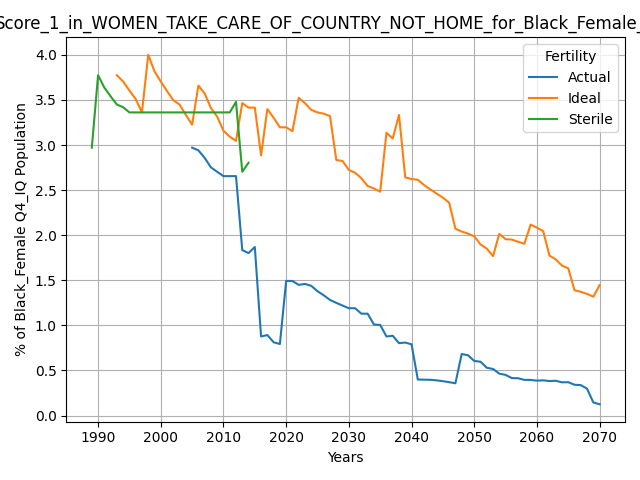 Score_1_in_WOMEN_TAKE_CARE_OF_COUNTRY_NOT_HOME_for_Black_Female_
Fertility
Actual
Ideal
Sterile
% of Black_Female Q4_IQ Population
4.0
3.5
3.0
2.5
2.0
1.5
1.0
0.5
0.0
1990 2000 2010 2020 2030 2040 2050 2060 2070
Years